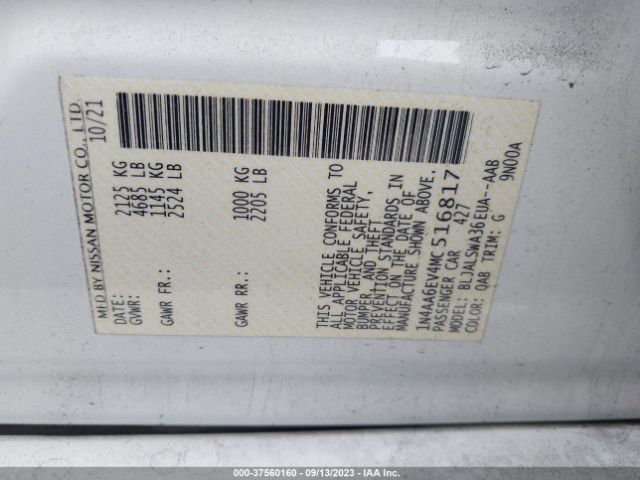 MFD BY NISSAN MOTOR CO., LTD.
DATE: 10/21
GVWR: 2125 KG
4685 LB
GAWR FR.: 1145 KG
2524 LB
GAWR RR.: 1000 KG
2205 LB
THIS VEHICLE CONFORMS TO
ALL APPLICABLE FEDERAL
MOTOR VEHICLE SAFETY,
BUMPER, AND THEFT
PREVENTION STANDARDS IN
EFFECT ON THE DATE OF
MANUFACTURE SHOWN ABOVE.
1N4AA6EV4MC516817
PASSENGER CAR 427
MODEL: BLJALSWA36EUA--AAB
COLOR: QAB TRIM: G 9N00A
000-37560160 - 09/13/2023 - IAA Inc.